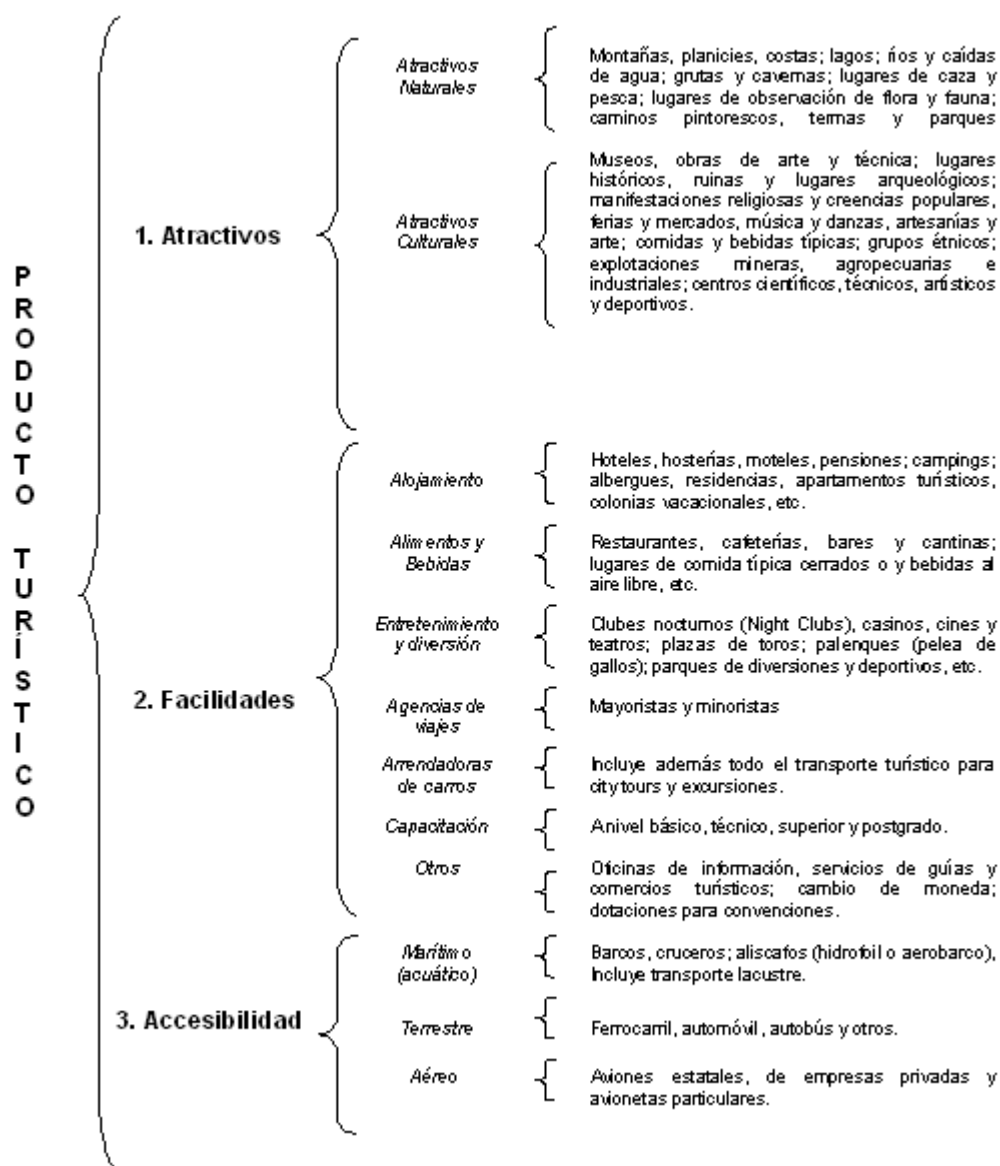 PRODUCTO TURÍSTICO
1. Atractivos
Atractivos
Naturales
Montañas, planicies, costas; lagos; ríos y caídas
de agua; grutas y cavernas; lugares de caza y
pesca; lugares de observación de flora y fauna;
caminos pintorescos, termas y parques
Atractivos
Culturales
Museos, obras de arte y técnica; lugares
históricos, ruinas y lugares arqueológicos;
manifestaciones religiosas y creencias populares,
ferias y mercados, música y danzas, artesanías y
arte; comidas y bebidas típicas; grupos étnicos;
explotaciones mineras, agropecuarias e
industriales; centros científicos, técnicos, artísticos
y deportivos.
2. Facilidades
Alojamiento
Hoteles, hosterías, moteles, pensiones; campings;
albergues, residencias, apartamentos turísticos,
colonias vacacionales, etc.
Alimentos y
Bebidas
Restaurantes, cafeterías, bares y cantinas;
lugares de comida típica cerrados o y bebidas al
aire libre, etc.
Entretenimiento
y diversión
Clubes nocturnos (Night Clubs), casinos, cines y
teatros; plazas de toros; palenques (pelea de
gallos); parques de diversiones y deportivos, etc.
Agencias de
viajes
Mayoristas y minoristas
Arrendadoras
de carros
Incluye además todo el transporte turístico para
city tours y excursiones.
Capacitación
A nivel básico, técnico, superior y postgrado.
Otros
Oficinas de información, servicios de guías y
comercios turísticos; cambio de moneda;
dotaciones para convenciones.
3. Accesibilidad
Marítimo
(acuático)
Barcos, cruceros; aliscafos (hidrofoil o aerobarco),
Incluye transporte lacustre.
Terrestre
Ferrocarril, automóvil, autobús y otros.
Aéreo
Aviones estatales, de empresas privadas y
avionetas particulares.